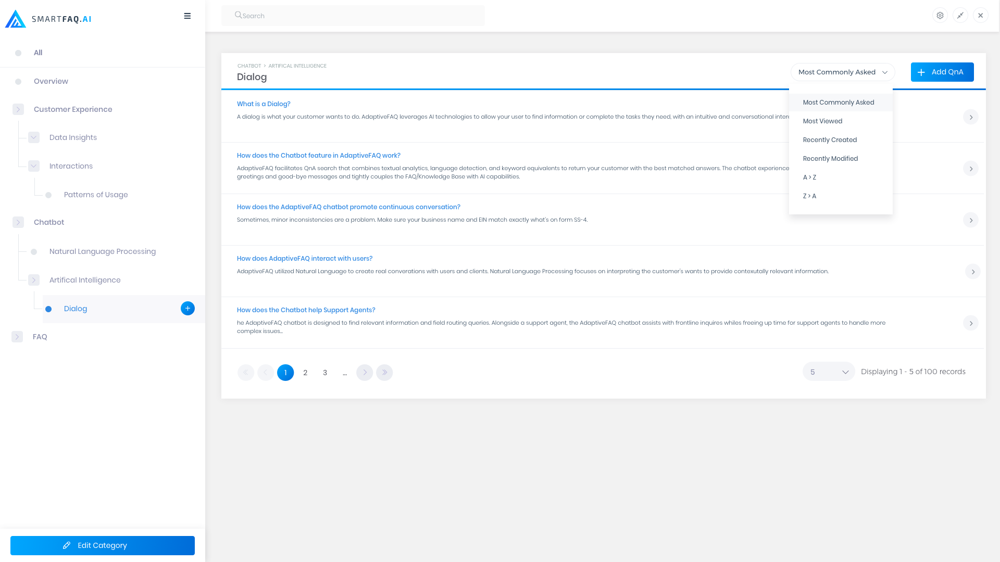 SMARTFAQ.AI
Search
All
Overview
Customer Experience
Data Insights
Interactions
Patterns of Usage
Chatbot
Natural Language Processing
Artifical Intelligence
Dialog
FAQ
Edit Category
CHATBOT > ARTIFICAL INTELLIGENCE
Dialog
Most Commonly Asked
Add QnA
Most Commonly Asked
Most Viewed
Recently Created
Recently Modified
A > Z
Z > A
What is a Dialog?
A dialog is what your customer wants to do. AdaptiveFAQ leverages AI technologies to allow your user to find information or complete the tasks they need, with an intuitive and conversational
How does the Chatbot feature in AdaptiveFAQ work?
AdaptiveFAQ facilitates QnA search that combines textual analytics, language detection, and keyword equivalents to return your customer with the best matched answers. The chatbot experience
greetings and good-bye messages and tightly couples the FAQ/Knowledge Base with AI capabilities.
How does the AdaptiveFAQ chatbot promote continuous conversation?
Sometimes, minor inconsistencies are a problem. Make sure your business name and EIN match exactly what's on form SS-4.
How does AdaptiveFAQ interact with users?
AdaptiveFAQ utilized Natural Language to create real converations with users and clients. Natural Language Processing focuses on interpreting the customer's wants to provide contexutally relevant information.
How does the Chatbot help Support Agents?
he AdaptiveFAQ chatbot is designed to find relevant information and field routing queries. Alongside a support agent, the AdaptiveFAQ chatbot assists with frontline inquires whiles freeing up time for support agents to handle more
complex issues...
1 2 3 ...
5
Displaying 1 - 5 of 100 records